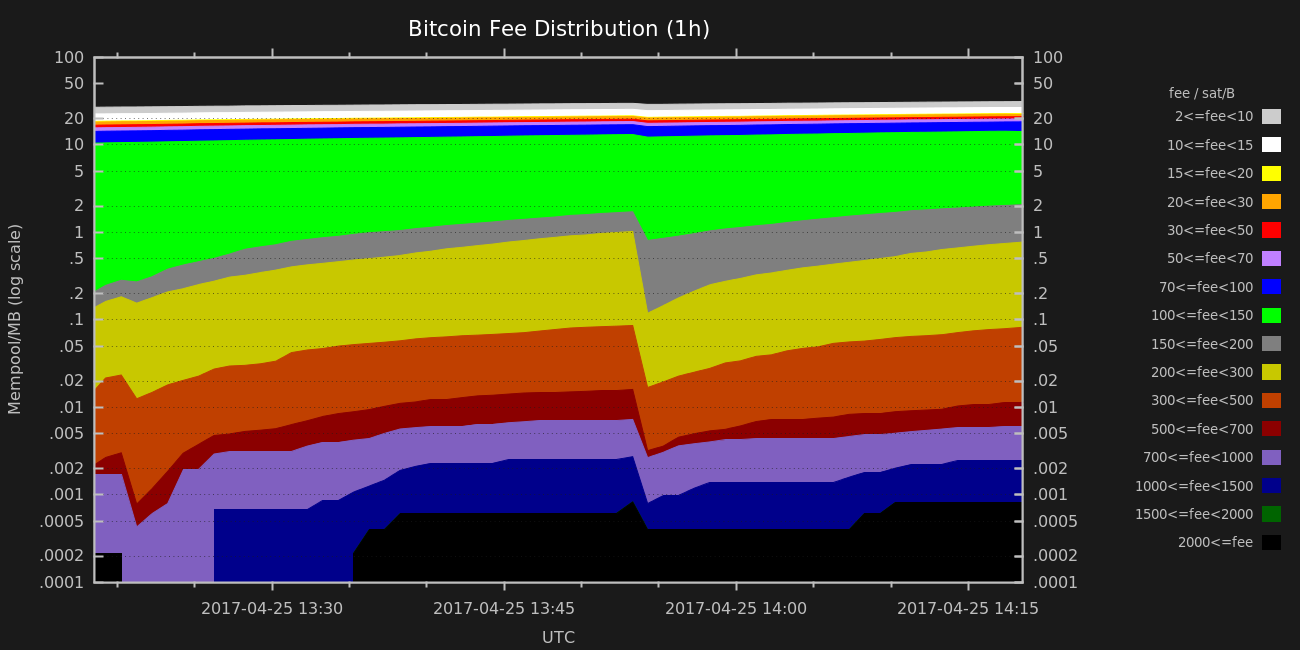 Bitcoin Fee Distribution (1h)
100 100
50 50
20 20
10 10
5 5
2 2
1 1
.5 .5
.2 .2
.1 .1
.05 .05
.02 .02
.01 .01
.005 .005
.002 .002
.001 .001
.0005 .0005
.0002 .0002
.0001 .0001
Mempool/MB (log scale)
2017-04-25 13:30 2017-04-25 13:45 2017-04-25 14:00 2017-04-25 14:15
UTC
fee / sat/B
2<=fee<10
10<=fee<15
15<=fee<20
20<=fee<30
30<=fee<50
50<=fee<70
70<=fee<100
100<=fee<150
150<=fee<200
200<=fee<300
300<=fee<500
500<=fee<700
700<=fee<1000
1000<=fee<1500
1500<=fee<2000
2000<=fee